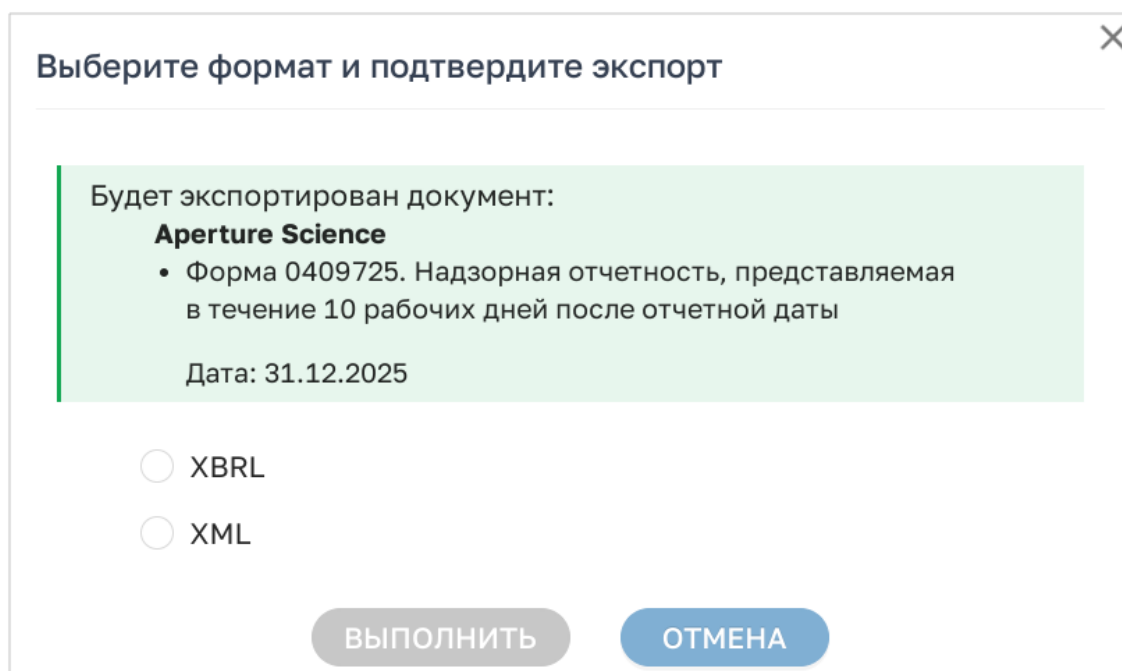 Выберите формат и подтвердите экспорт
Будет экспортирован документ:
Aperture Science
• Форма 0409725. Надзорная отчетность, представляемая
в течение 10 рабочих дней после отчетной даты
Дата: 31.12.2025
XBRL
XML
ВЫПОЛНИТЬ ОТМЕНА